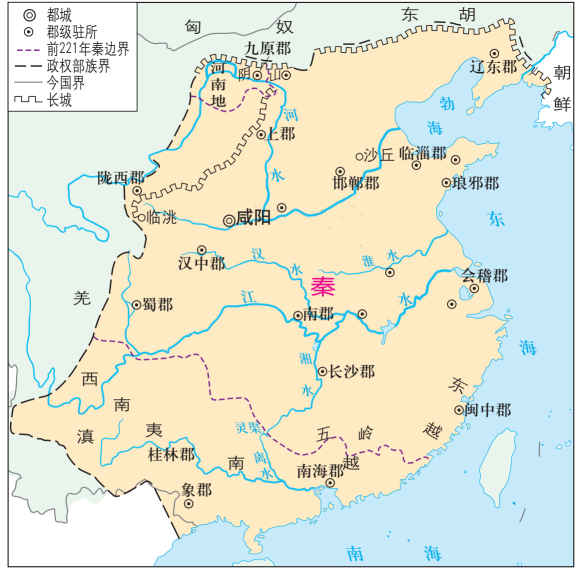 都城
郡级驻所
前221年秦边界
政权部族界
今国界
长城
匈 奴
东 胡
九原郡
阴 山
河南地
辽东郡
朝鲜
渤海
河水
上郡
沙丘
临淄郡
邯郸郡
琅邪郡
陇西郡
临洮
咸阳
东海
汉中郡
汉水
淮水
秦
会稽郡
羌
蜀郡
江水
南郡
湘水
长沙郡
西南夷
滇
灵渠
五岭
东越
闽中郡
桂林郡
离水
南越
南海郡
象郡
南海